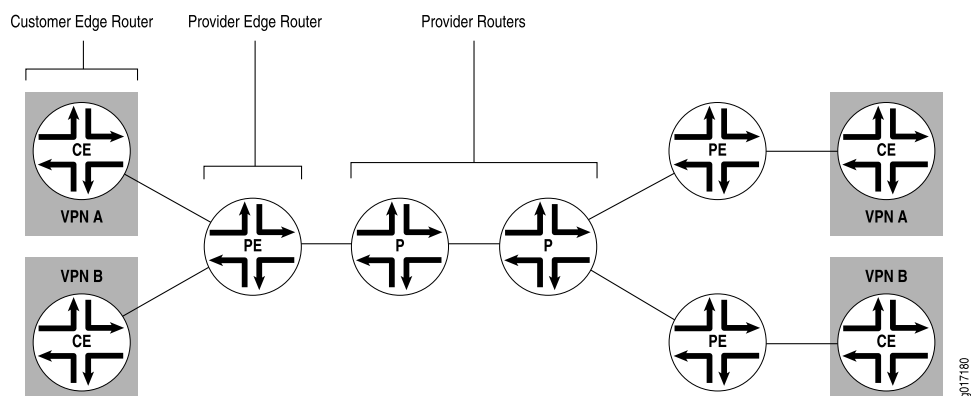 Customer Edge Router
Provider Edge Router
Provider Routers
CE
VPN A
PE
P
P
PE
CE
VPN A
VPN B
CE
PE
VPN B
CE
g017180